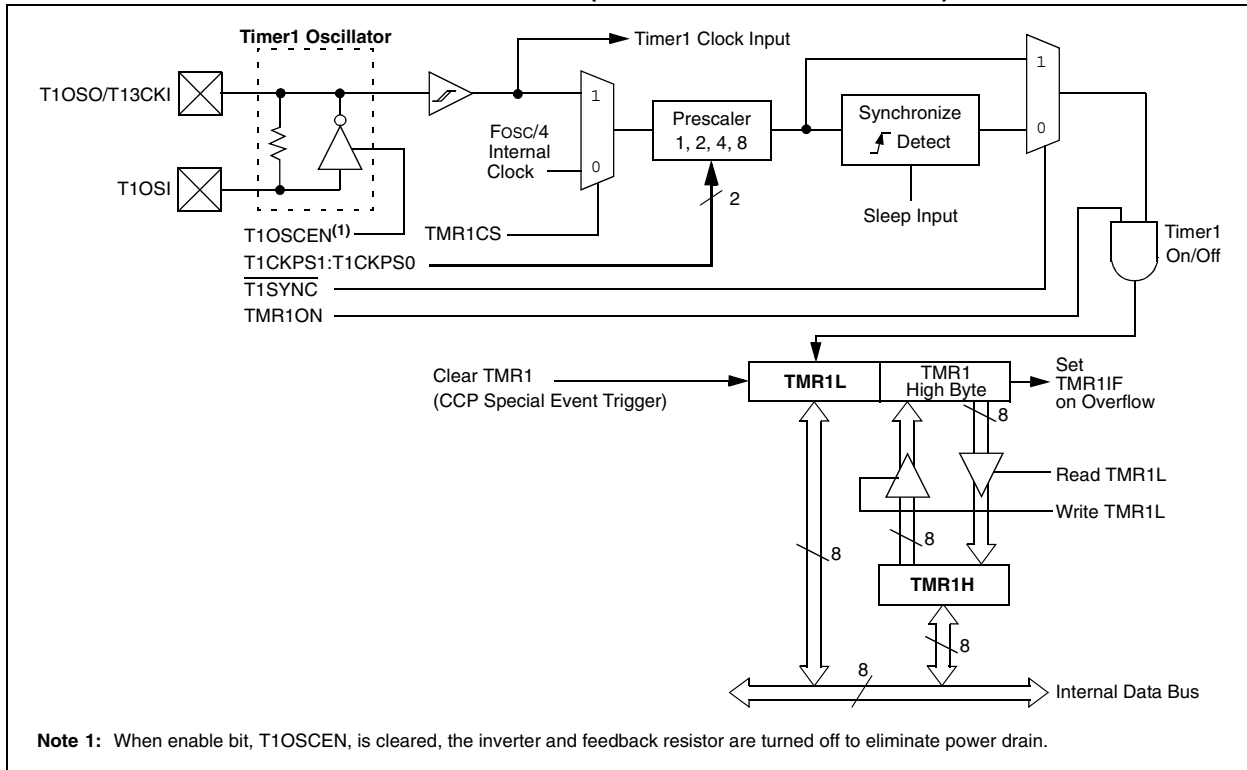 Timer1 Oscillator
Timer1 Clock Input
T1OSO/T13CKI
1
FOSC/4
Internal
Clock
0
Prescaler
1, 2, 4, 8
Synchronize
Detect
1
0
T1OSI
2
Sleep Input
T1OSCEN(1)
TMR1CS
T1CKPS1:T1CKPS0
T1SYNC
TMR1ON
Timer1
On/Off
Clear TMR1
(CCP Special Event Trigger)
TMR1L
TMR1
High Byte
Set
TMR1IF
on Overflow
8
Read TMR1L
Write TMR1L
8
8
TMR1H
8
8
Internal Data Bus
Note 1: When enable bit, T1OSCEN, is cleared, the inverter and feedback resistor are turned off to eliminate power drain.